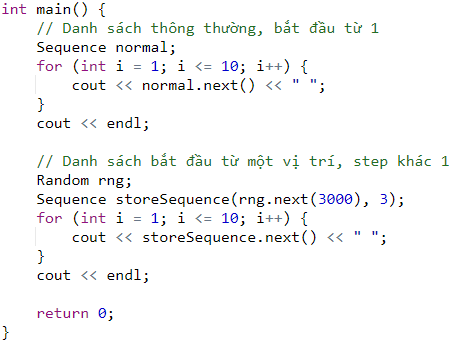 int main() {
    // Danh sách thông thường, bắt đầu từ 1
    Sequence normal;
    for (int i = 1; i <= 10; i++) {
        cout << normal.next() << " ";
    }
    cout << endl;

    // Danh sách bắt đầu từ một vị trí, step khác 1
    Random rng;
    Sequence storeSequence(rng.next(3000), 3);
    for (int i = 1; i <= 10; i++) {
        cout << storeSequence.next() << " ";
    }
    cout << endl;

    return 0;
}